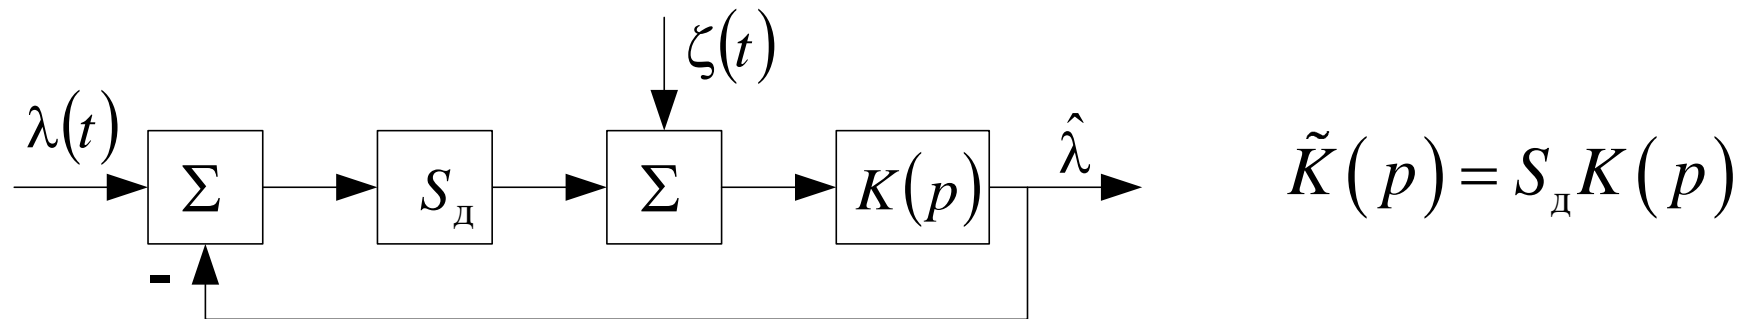 ζ(t)
λ(t) Σ S_д Σ K(p) λ̂ K̃(p) = S_д K(p)
-